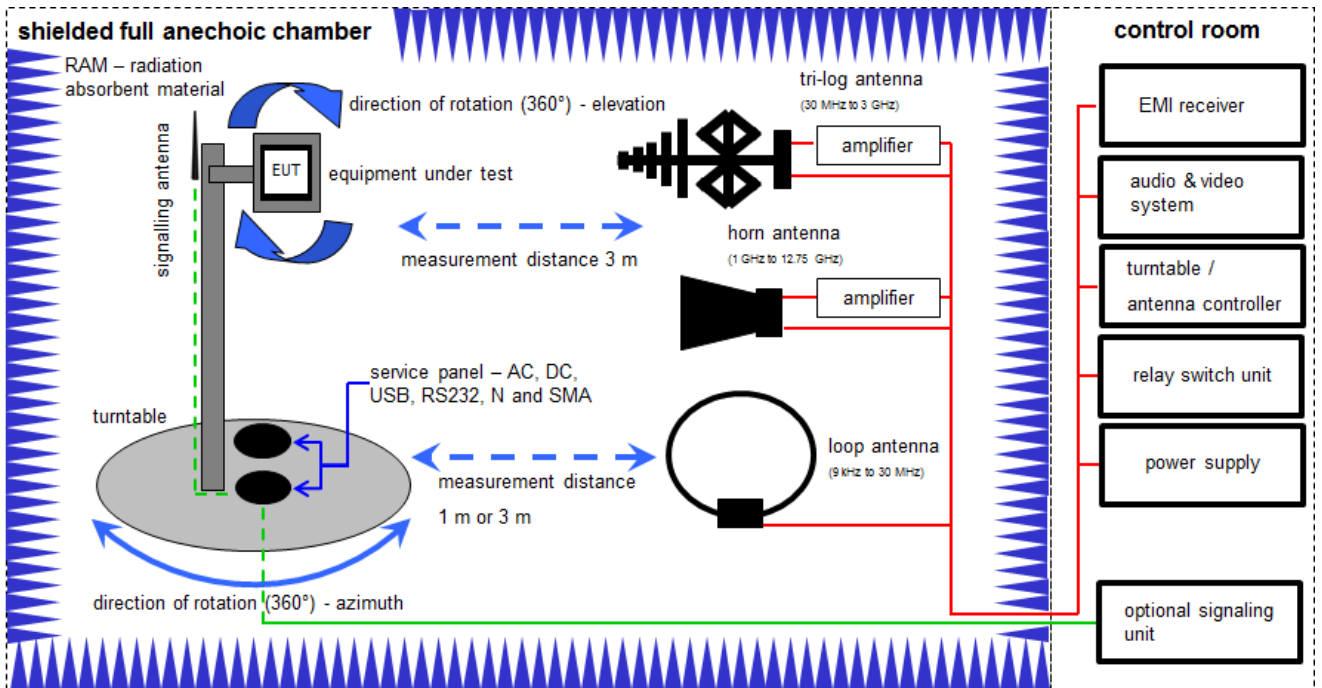 shielded full anechoic chamber
control room
RAM – radiation
absorbent material
signalling antenna
direction of rotation (360°) - elevation
EUT
equipment under test
tri-log antenna
(30 MHz to 3 GHz)
amplifier
measurement distance 3 m
horn antenna
(1 GHz to 12.75 GHz)
amplifier
service panel – AC, DC,
USB, RS232, N and SMA
turntable
measurement distance
1 m or 3 m
loop antenna
(9 kHz to 30 MHz)
direction of rotation (360°) - azimuth
EMI receiver
audio & video
system
turntable /
antenna controller
relay switch unit
power supply
optional signaling
unit